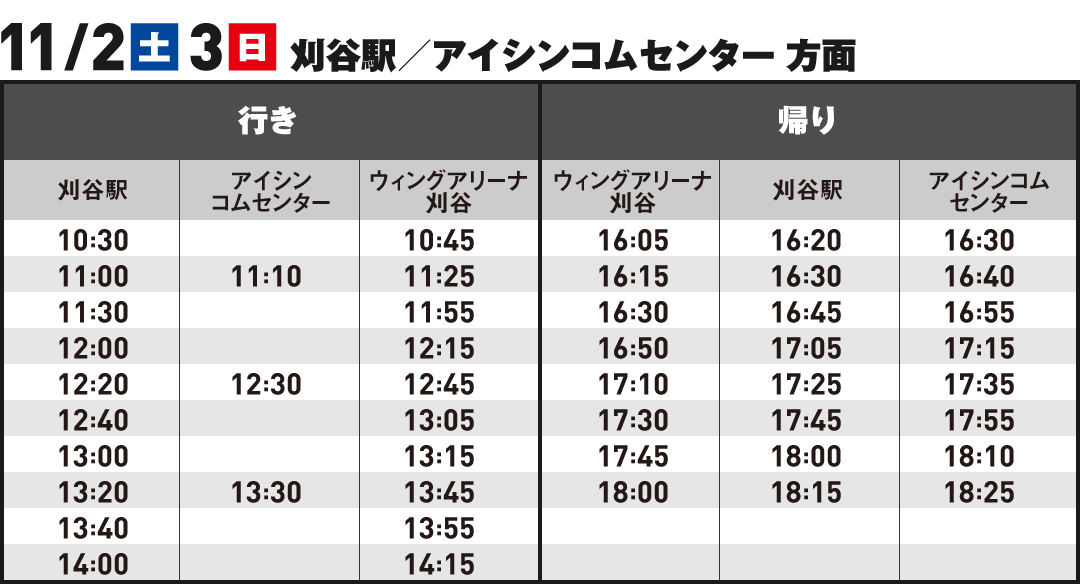 11/2 土 3 日 刈谷駅／アイシンコムセンター 方面
行き 帰り
刈谷駅 アイシン
コムセンター ウィングアリーナ
刈谷 ウィングアリーナ
刈谷 刈谷駅 アイシンコム
センター
10:30 10:45 16:05 16:20 16:30
11:00 11:10 11:25 16:15 16:30 16:40
11:30 11:55 16:30 16:45 16:55
12:00 12:15 16:50 17:05 17:15
12:20 12:30 12:45 17:10 17:25 17:35
12:40 13:05 17:30 17:45 17:55
13:00 13:15 17:45 18:00 18:10
13:20 13:30 13:45 18:00 18:15 18:25
13:40 13:55
14:00 14:15